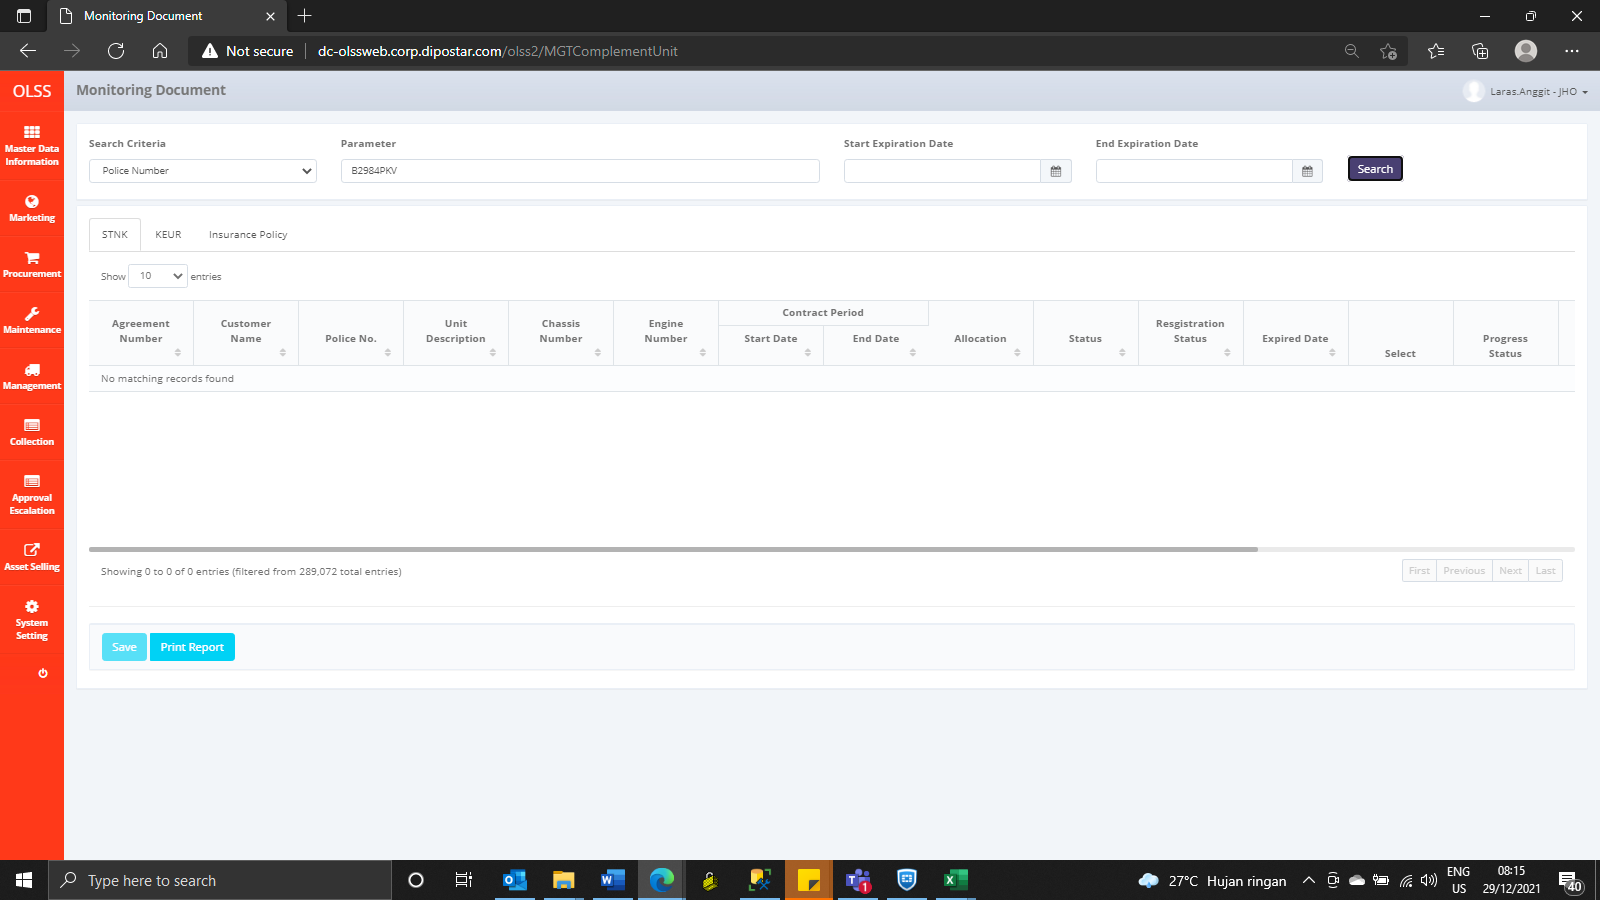 Monitoring Document
Not secure
dc-olssweb.corp.dipostar.com/olss2/MGTComplementUnit
OLSS
Monitoring Document
Laras.Anggit - JHO
Master Data
Information
Marketing
Procurement
Maintenance
Management
Collection
Approval
Escalation
Asset Selling
System
Setting
Search Criteria
Parameter
Start Expiration Date
End Expiration Date
Police Number
B2984PKV
Search
STNK
KEUR
Insurance Policy
Show 10 entries
Agreement
Number
Customer
Name
Police No.
Unit
Description
Chassis
Number
Engine
Number
Contract Period
Start Date
End Date
Allocation
Status
Resgistration
Status
Expired Date
Select
Progress
Status
No matching records found
Showing 0 to 0 of 0 entries (filtered from 289,072 total entries)
First
Previous
Next
Last
Save
Print Report
Type here to search
1
27°C Hujan ringan
ENG
US
08:15
29/12/2021
40